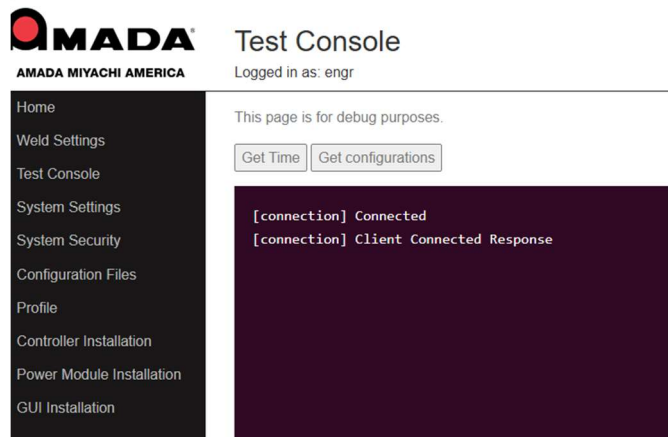 AMADA
AMADA MIYACHI AMERICA
Test Console
Logged in as: engr
Home
Weld Settings
Test Console
System Settings
System Security
Configuration Files
Profile
Controller Installation
Power Module Installation
GUI Installation
This page is for debug purposes.
Get Time Get configurations
[connection] Connected
[connection] Client Connected Response